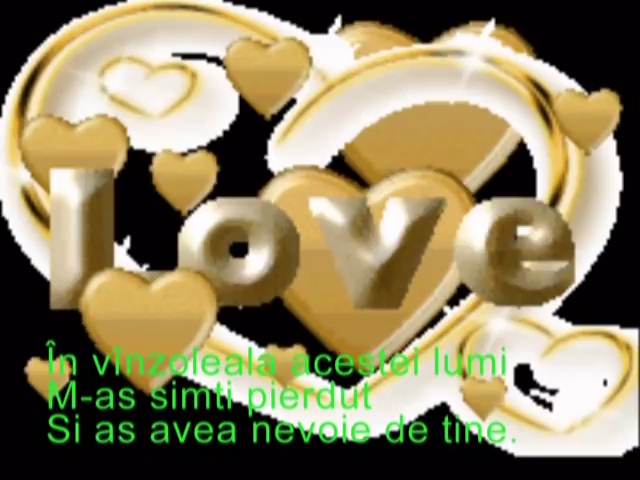 Love
În vînzoleala acestei lumi
M-as simti pierdut
Si as avea nevoie de tine.